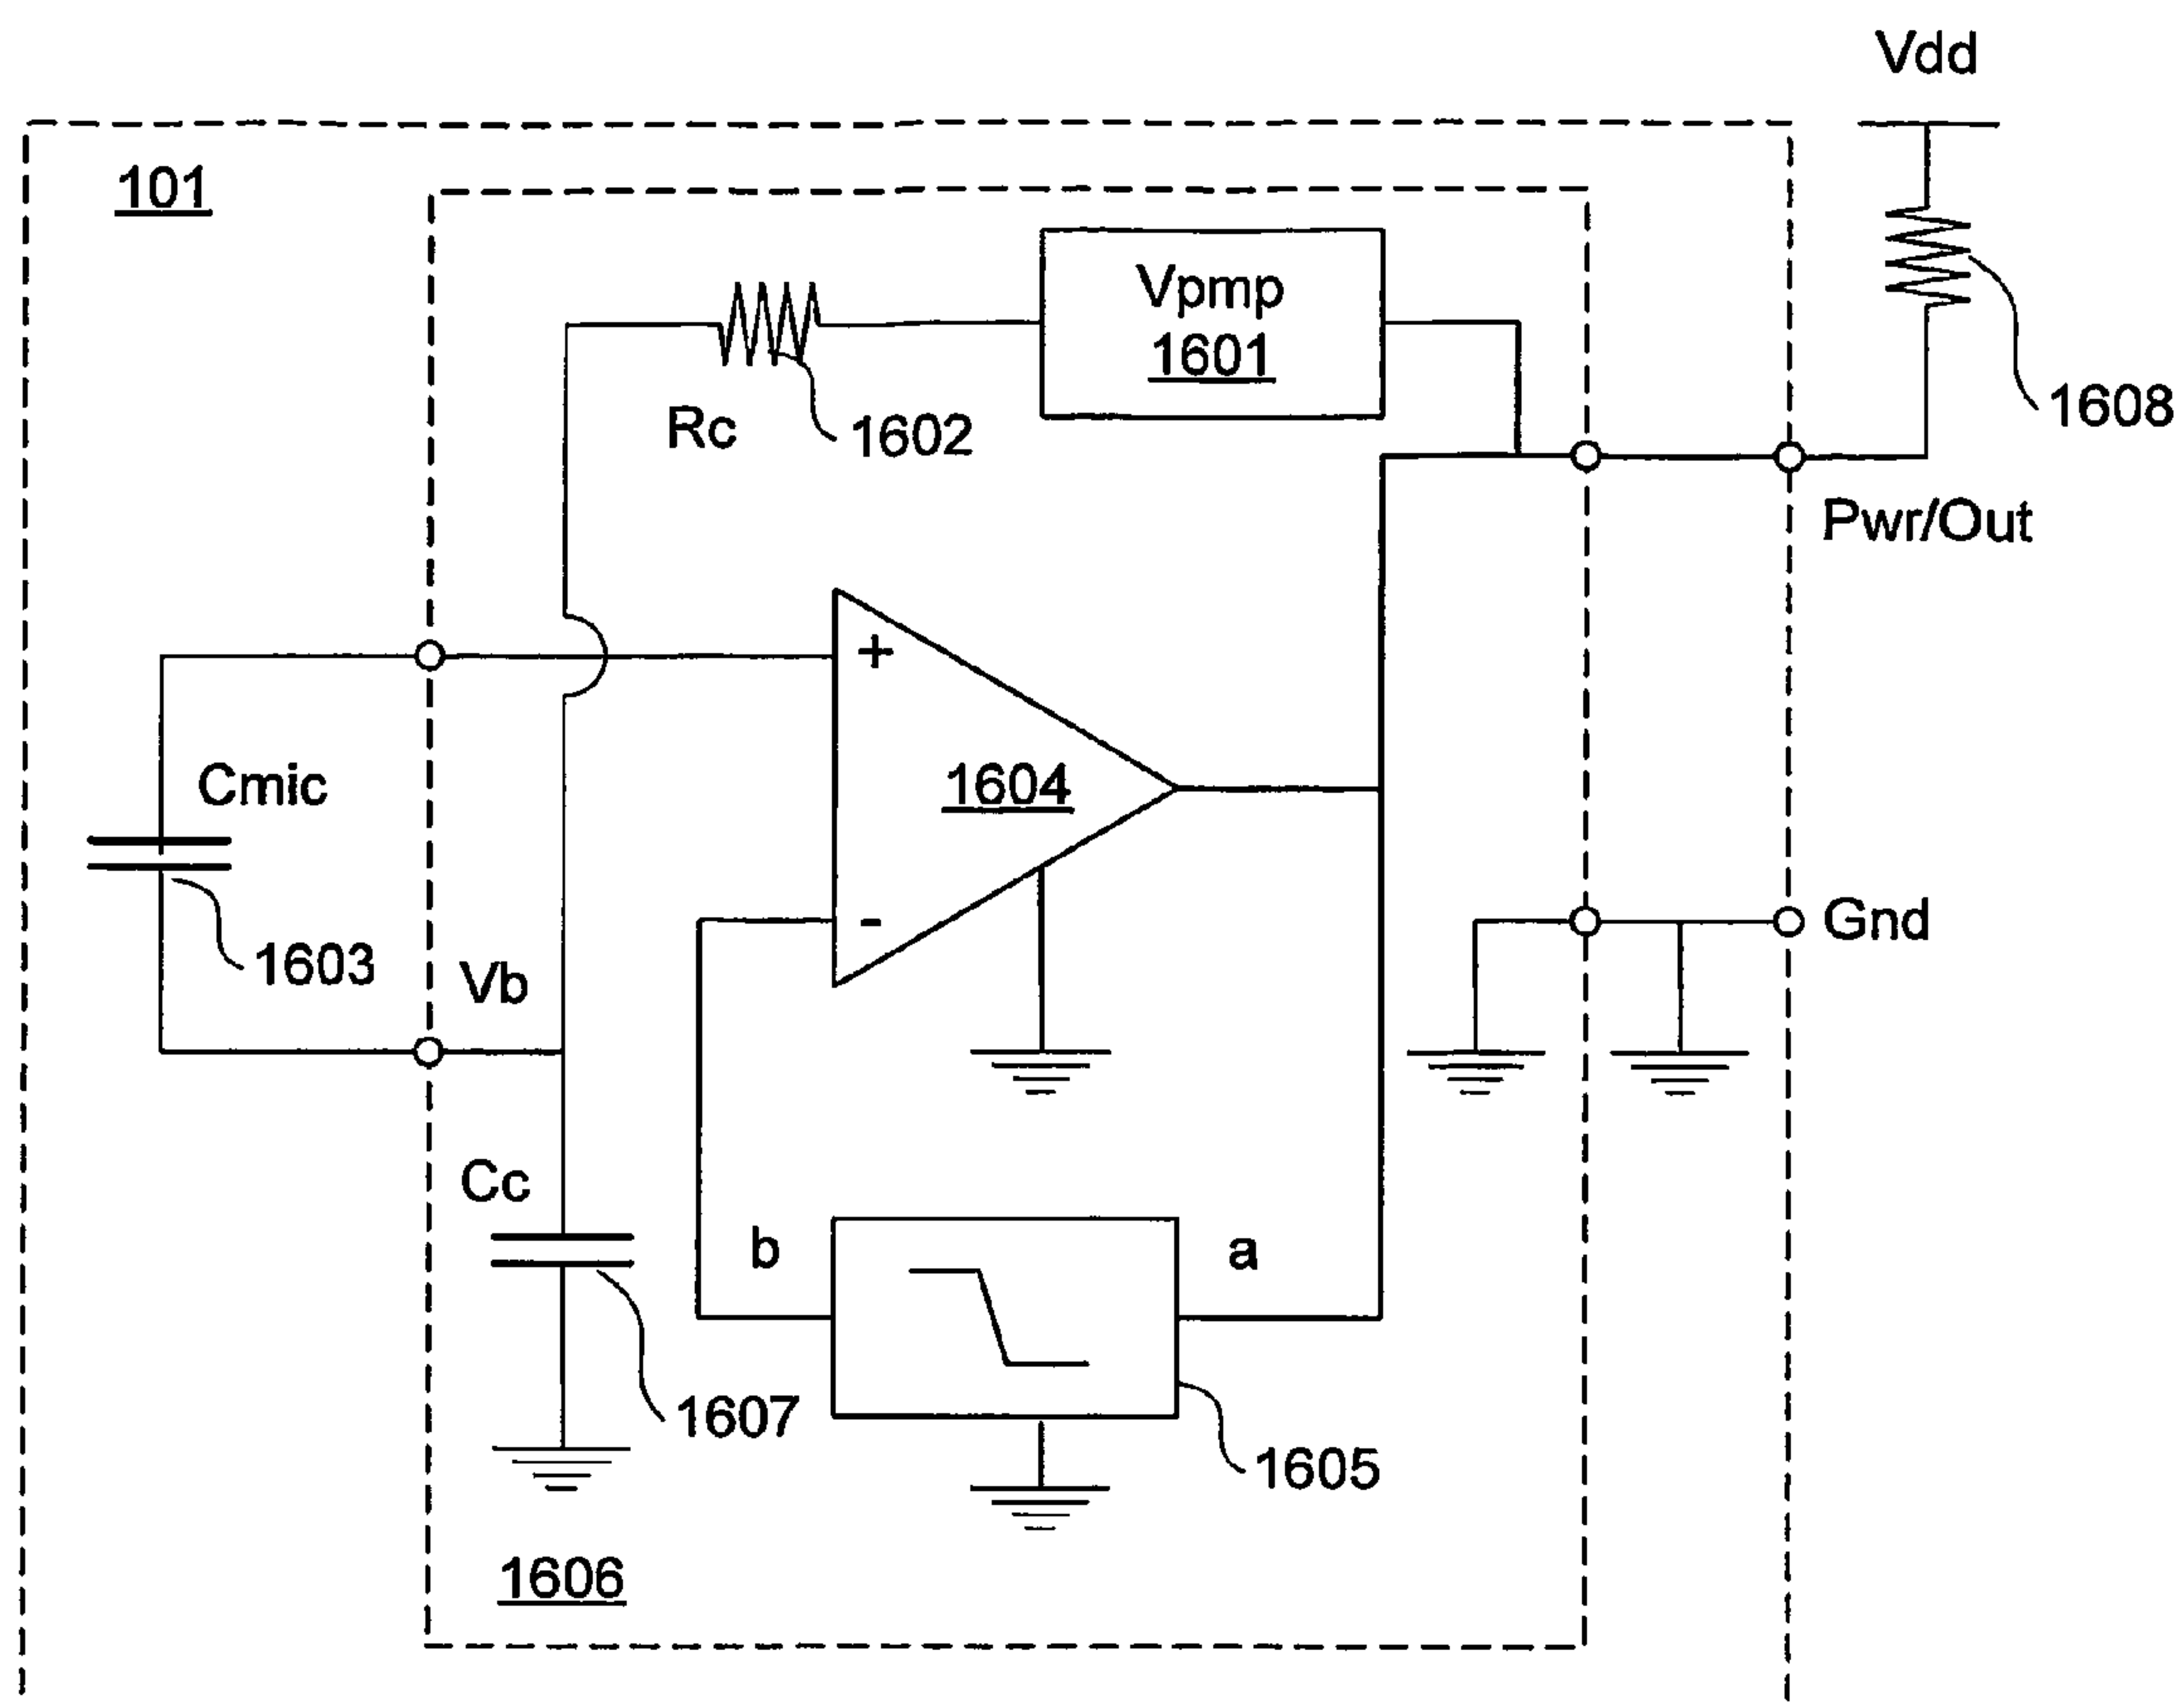 Vdd
101
Vpmp
1601
Rc
1602
1608
Pwr/Out
+
Cmic
1604
1603
Vb
-
Gnd
Cc
b
a
1607
1605
1606